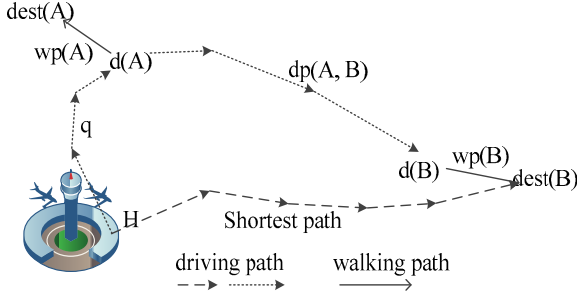 dest(A)
wp(A)
d(A)
dp(A, B)
q
d(B)
wp(B)
dest(B)
H
Shortest path
driving path
walking path